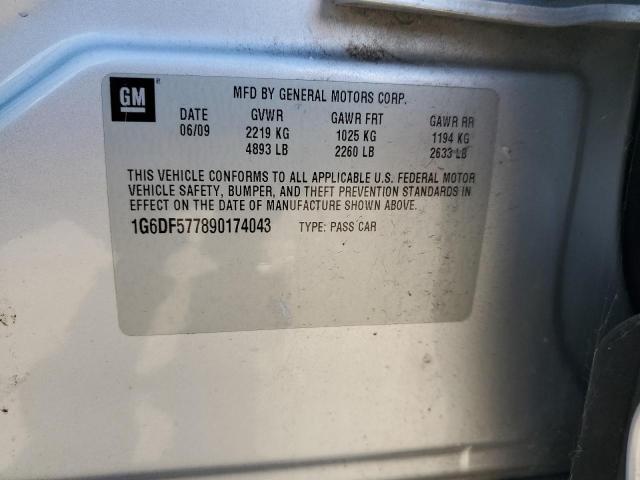 GM
MFD BY GENERAL MOTORS CORP.
DATE GVWR GAWR FRT GAWR RR
06/09 2219 KG 1025 KG 1194 KG
4893 LB 2260 LB 2633 LB
THIS VEHICLE CONFORMS TO ALL APPLICABLE U.S. FEDERAL MOTOR
VEHICLE SAFETY, BUMPER, AND THEFT PREVENTION STANDARDS IN
EFFECT ON THE DATE OF MANUFACTURE SHOWN ABOVE.
1G6DF577890174043 TYPE: PASS CAR